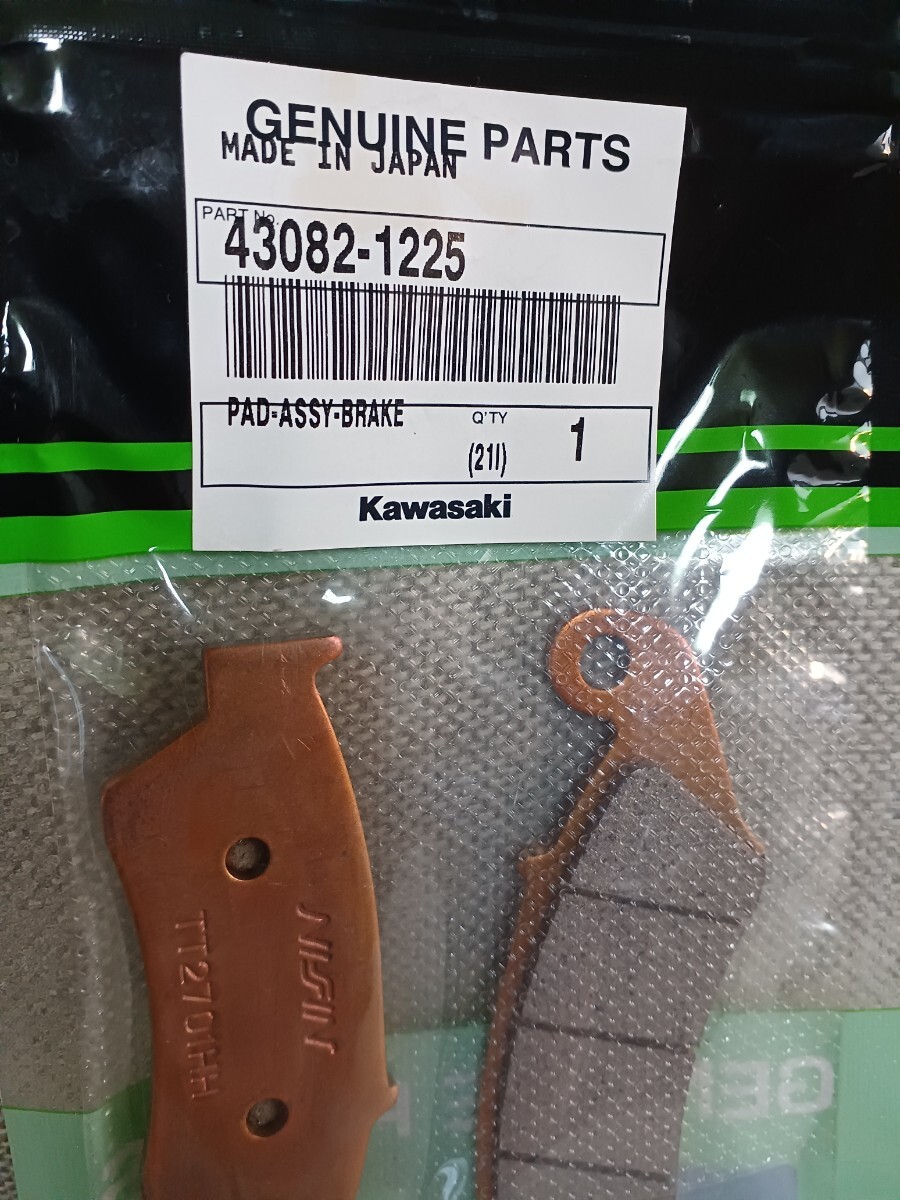 GENUINE PARTS
MADE IN JAPAN
PART No.
43082-1225
PAD-ASSY-BRAKE
Q'TY
1
(21I)
Kawasaki
NISSIN
TT2701HH